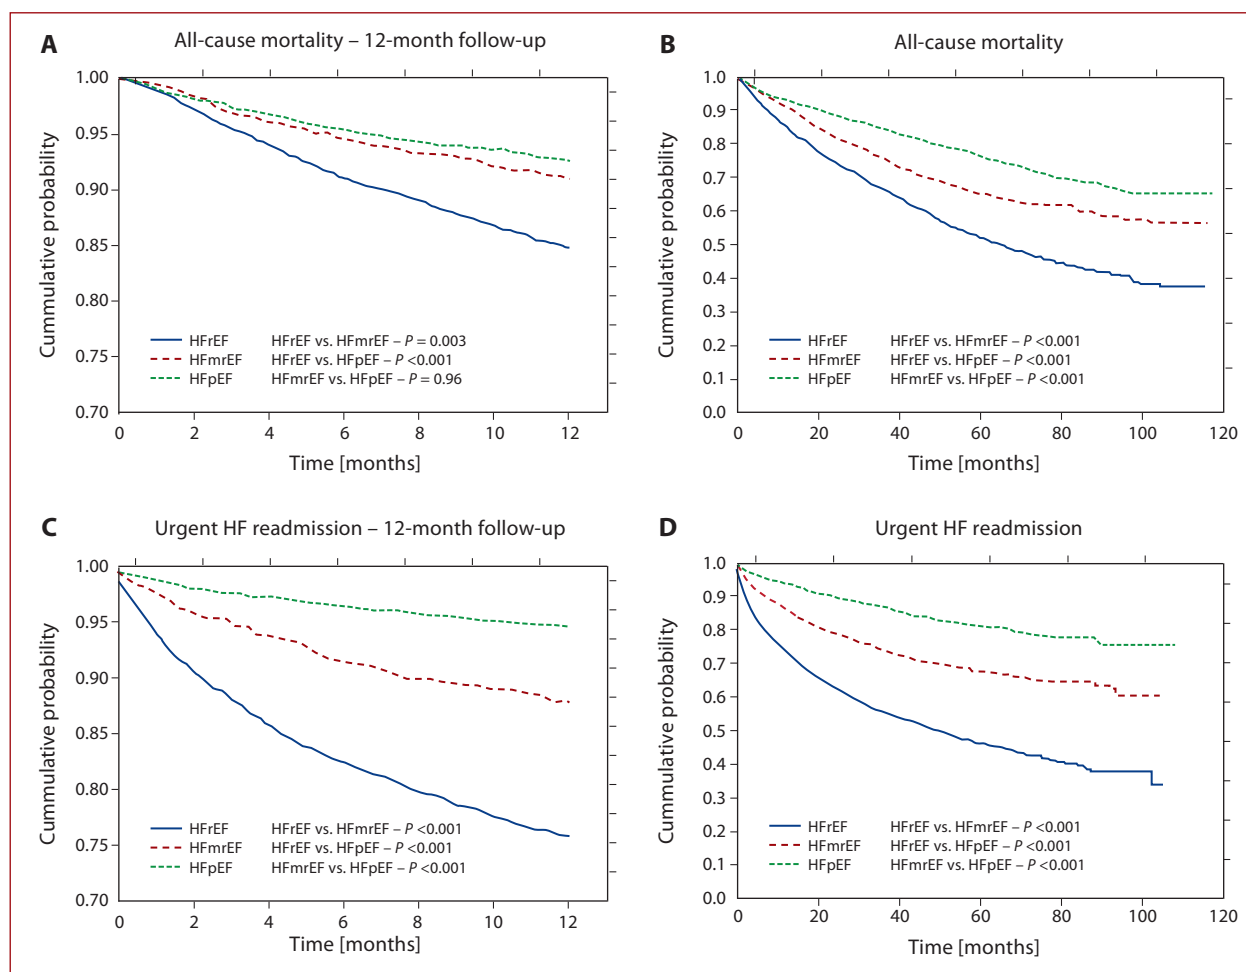 A
All-cause mortality – 12-month follow-up
Cummulative probability
1.00
0.95
0.90
0.85
0.80
0.75
0.70
HFrEF HFrEF vs. HFmrEF – P = 0.003
HFmrEF HFrEF vs. HFpEF – P <0.001
HFpEF HFmrEF vs. HFpEF – P = 0.96
0 2 4 6 8 10 12
Time [months]
B
All-cause mortality
Cummulative probability
1.0
0.9
0.8
0.7
0.6
0.5
0.4
0.3
0.2
0.1
0.0
HFrEF HFrEF vs. HFmrEF – P <0.001
HFmrEF HFrEF vs. HFpEF – P <0.001
HFpEF HFmrEF vs. HFpEF – P <0.001
0 20 40 60 80 100 120
Time [months]
C
Urgent HF readmission – 12-month follow-up
Cummulative probability
1.00
0.95
0.90
0.85
0.80
0.75
0.70
HFrEF HFrEF vs. HFmrEF – P <0.001
HFmrEF HFrEF vs. HFpEF – P <0.001
HFpEF HFmrEF vs. HFpEF – P <0.001
0 2 4 6 8 10 12
Time [months]
D
Urgent HF readmission
Cummulative probability
1.0
0.9
0.8
0.7
0.6
0.5
0.4
0.3
0.2
0.1
0.0
HFrEF HFrEF vs. HFmrEF – P <0.001
HFmrEF HFrEF vs. HFpEF – P <0.001
HFpEF HFmrEF vs. HFpEF – P <0.001
0 20 40 60 80 100 120
Time [months]